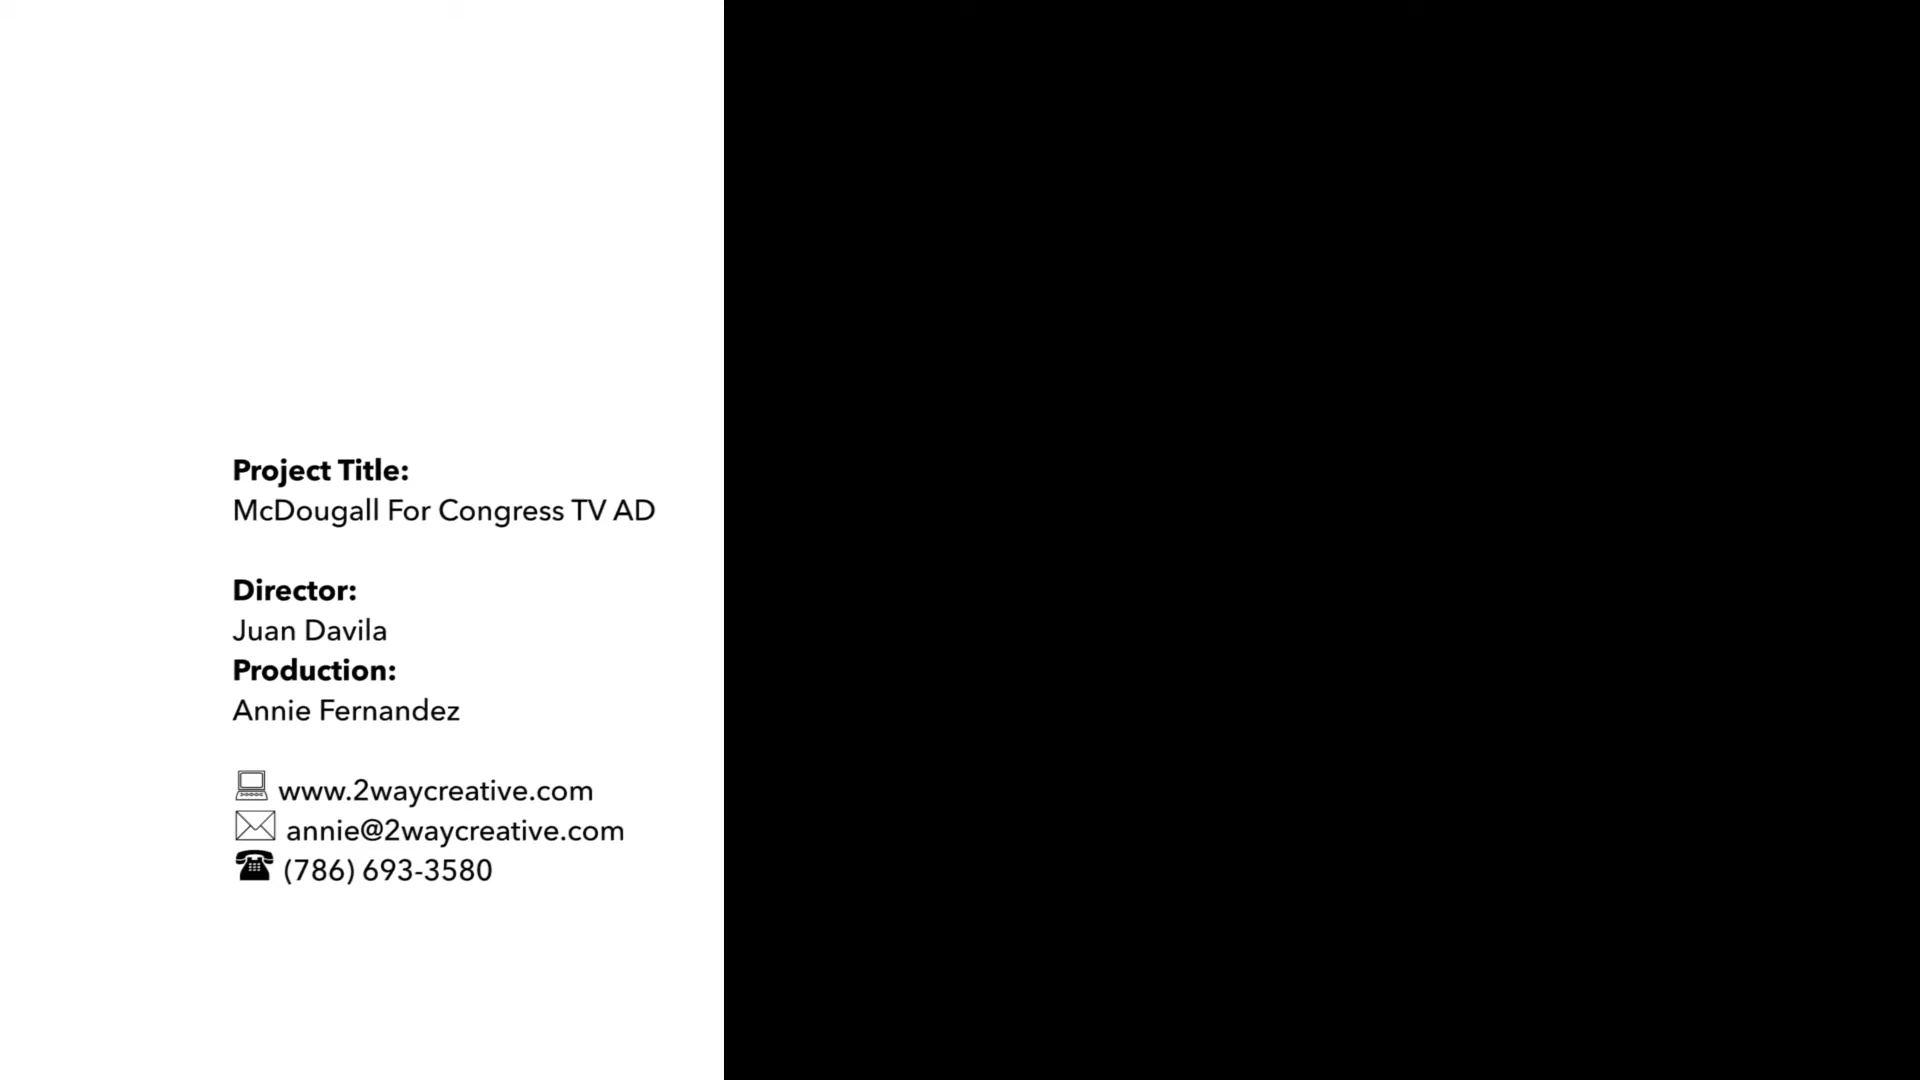 Project Title:
McDougall For Congress TV AD
Director:
Juan Davila
Production:
Annie Fernandez
www.2waycreative.com
annie@2waycreative.com
(786) 693-3580